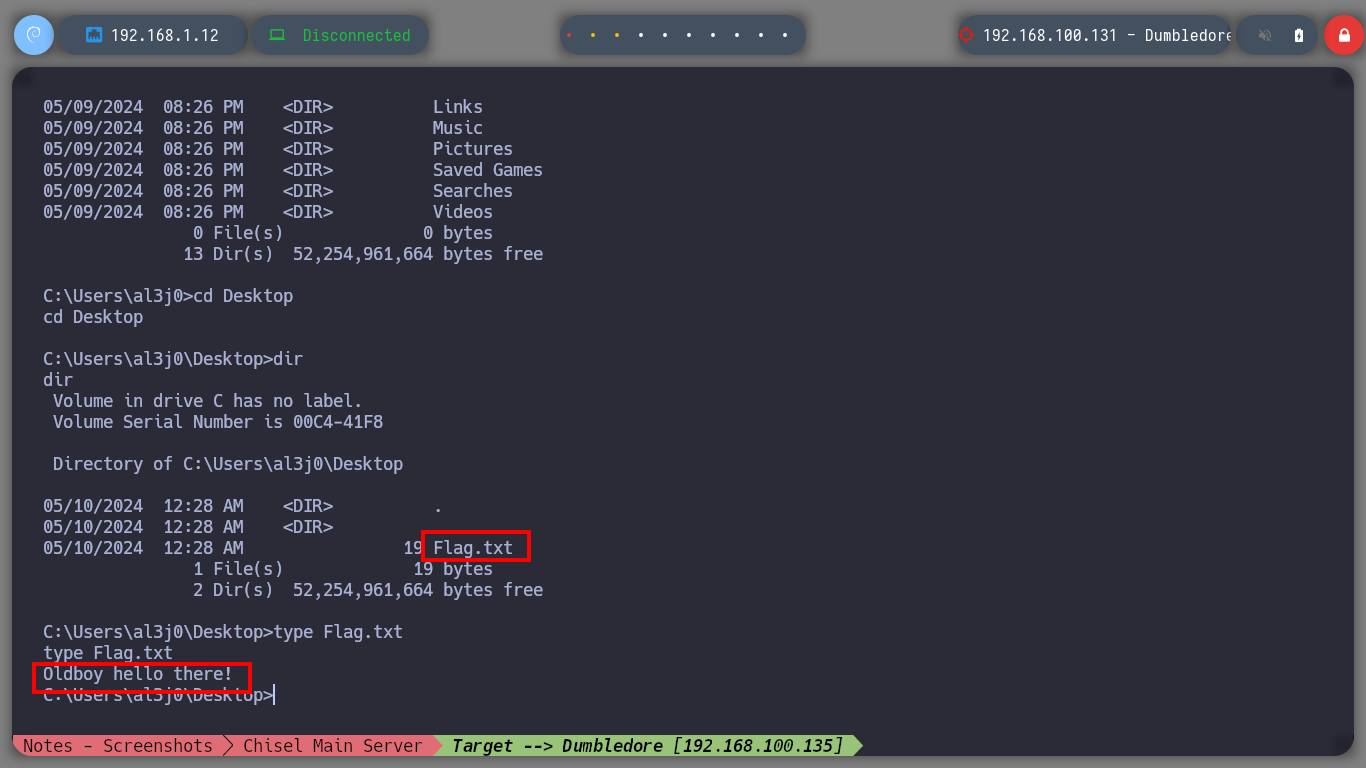 192.168.1.12 Disconnected 192.168.100.131 - Dumbledore
05/09/2024 08:26 PM <DIR> Links
05/09/2024 08:26 PM <DIR> Music
05/09/2024 08:26 PM <DIR> Pictures
05/09/2024 08:26 PM <DIR> Saved Games
05/09/2024 08:26 PM <DIR> Searches
05/09/2024 08:26 PM <DIR> Videos
0 File(s) 0 bytes
13 Dir(s) 52,254,961,664 bytes free
C:\Users\al3j0>cd Desktop
cd Desktop
C:\Users\al3j0\Desktop>dir
dir
Volume in drive C has no label.
Volume Serial Number is 00C4-41F8
Directory of C:\Users\al3j0\Desktop
05/10/2024 12:28 AM <DIR> .
05/10/2024 12:28 AM <DIR>
05/10/2024 12:28 AM 19 Flag.txt
1 File(s) 19 bytes
2 Dir(s) 52,254,961,664 bytes free
C:\Users\al3j0\Desktop>type Flag.txt
type Flag.txt
Oldboy hello there!
C:\Users\al3j0\Desktop>
Notes - Screenshots Chisel Main Server Target --> Dumbledore [192.168.100.135]